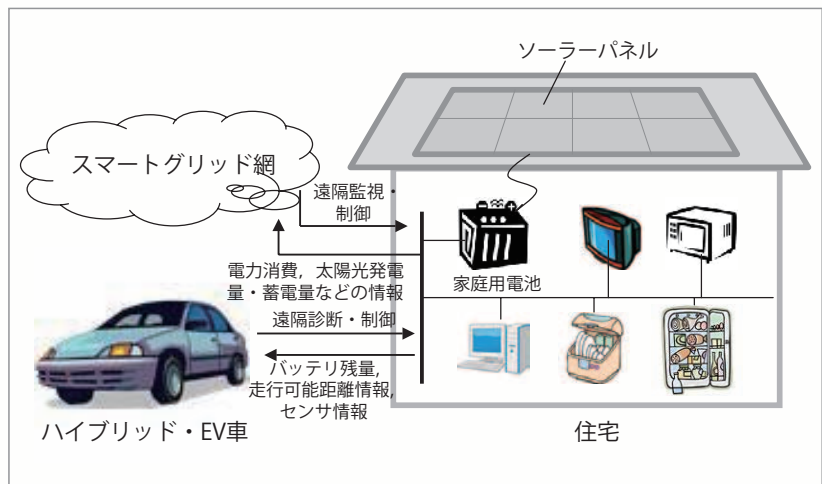 ソーラーパネル
スマートグリッド網
遠隔監視・
制御
電力消費，太陽光発電
量・蓄電量などの情報
家庭用電池
遠隔診断・制御
バッテリ残量,
走行可能距離情報,
センサ情報
ハイブリッド・EV車
住宅